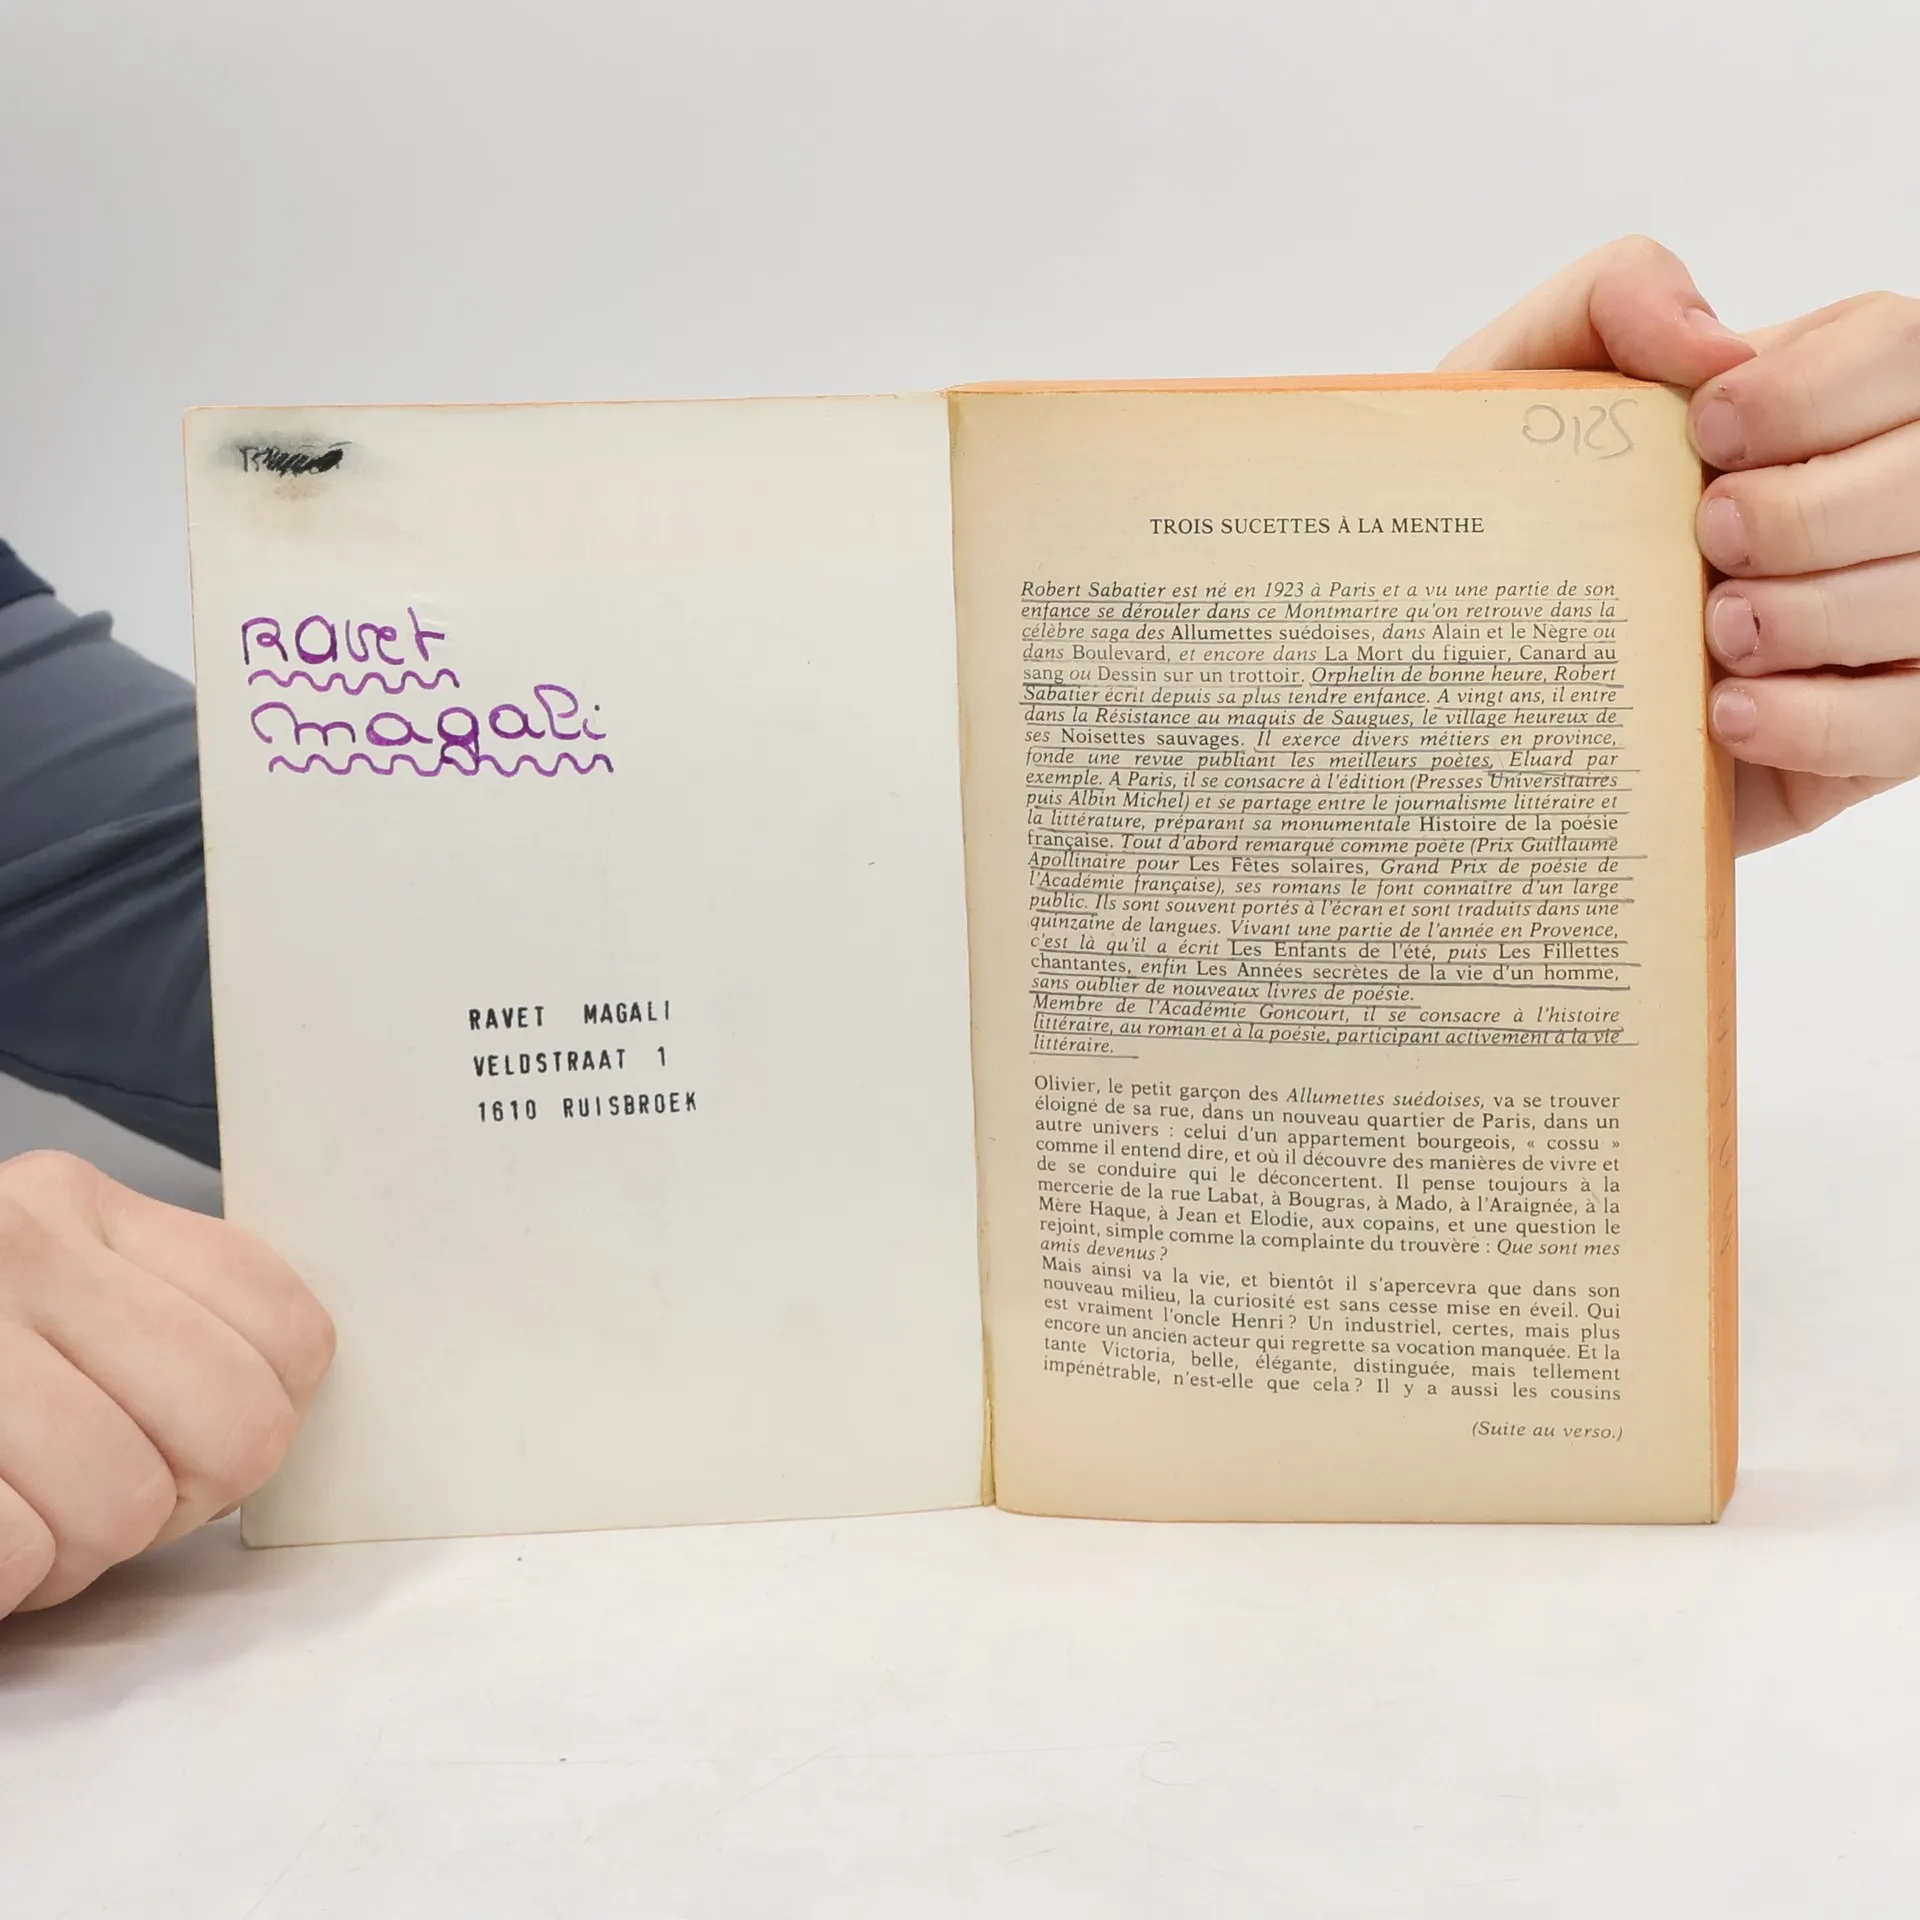 Ravet
Magali
RAVET MAGALI
VELDSTRAAT 1
1610 RUISBROEK
TROIS SUCETTES À LA MENTHE
Robert Sabatier est né en 1923 à Paris et a vu une partie de son
enfance se dérouler dans ce Montmartre qu'on retrouve dans la
célèbre saga des Allumettes suédoises, dans Alain et le Nègre ou
dans Boulevard, et encore dans La Mort du figuier, Canard au
sang ou Dessin sur un trottoir. Orphelin de bonne heure, Robert
Sabatier écrit depuis sa plus tendre enfance. A vingt ans, il entre
dans la Résistance au maquis de Saugues, le village heureux de
ses Noisettes sauvages. Il exerce divers métiers en province,
fonde une revue publiant les meilleurs poètes, Eluard par
exemple. A Paris, il se consacre à l'édition (Presses Universitaires
puis Albin Michel) et se partage entre le journalisme littéraire et
la littérature, préparant sa monumentale Histoire de la poésie
française. Tout d'abord remarqué comme poète (Prix Guillaume
Apollinaire pour Les Fêtes solaires, Grand Prix de poésie de
l'Académie française), ses romans le font connaître d'un large
public. Ils sont souvent portés à l'écran et sont traduits dans une
quinzaine de langues. Vivant une partie de l'année en Provence,
c'est là qu'il a écrit Les Enfants de l'été, puis Les Fillettes
chantantes, enfin Les Années secrètes de la vie d'un homme,
sans oublier de nouveaux livres de poésie.
Membre de l'Académie Goncourt, il se consacre à l'histoire
littéraire, au roman et à la poésie, participant activement à la vie
littéraire.
Olivier, le petit garçon des Allumettes suédoises, va se trouver
éloigné de sa rue, dans un nouveau quartier de Paris, dans un
autre univers : celui d'un appartement bourgeois, « cossu »
comme il entend dire, et où il découvre des manières de vivre et
de se conduire qui le déconcertent. Il pense toujours à la
mercerie de la rue Labat, à Bougras, à Mado, à l'Araignée, à la
Mère Haque, à Jean et Elodie, aux copains, et une question le
rejoint, simple comme la complainte du trouvère : Que sont mes
amis devenus ?
Mais ainsi va la vie, et bientôt il s'apercevra que dans son
nouveau milieu, la curiosité est sans cesse mise en éveil. Qui
est vraiment l'oncle Henri ? Un industriel, certes, mais plus
encore un ancien acteur qui regrette sa vocation manquée. Et la
tante Victoria, belle, élégante, distinguée, mais tellement
impénétrable, n'est-elle que cela ? Il y a aussi les cousins
(Suite au verso.)